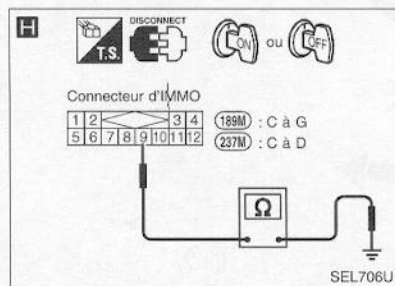 H
T.S.
DISCONNECT
ON ou OFF
Connecteur d'IMMO
1 2 3 4
5 6 7 8 9 10 11 12
189M : C à G
237M : C à D
Ω
SEL706U